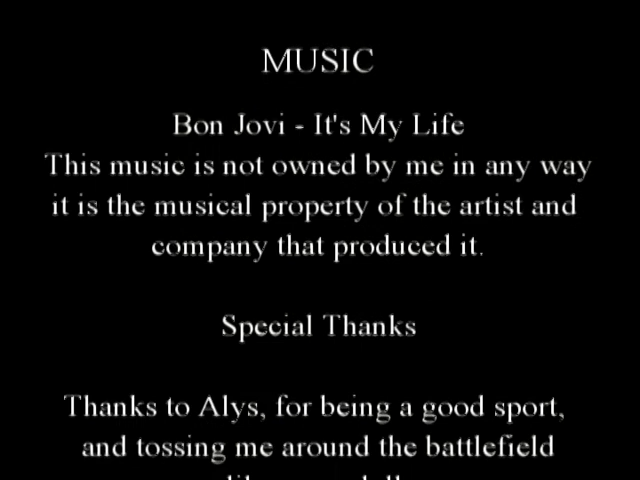 MUSIC
Bon Jovi - It's My Life
This music is not owned by me in any way
it is the musical property of the artist and
company that produced it.
Special Thanks
Thanks to Alys, for being a good sport,
and tossing me around the battlefield